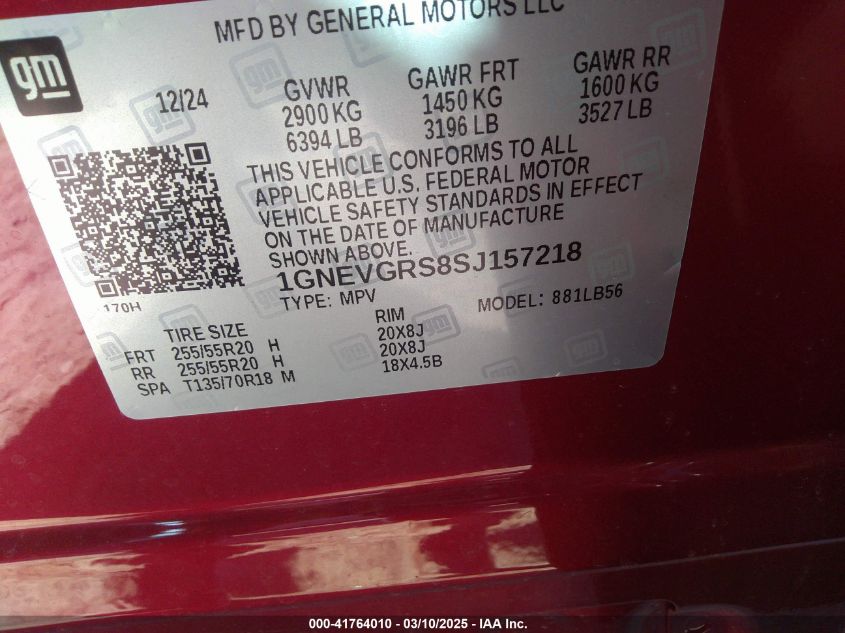 MFD BY GENERAL MOTORS LLC
gm
12/24
GVWR
2900 KG
6394 LB
GAWR FRT
1450 KG
3196 LB
GAWR RR
1600 KG
3527 LB
THIS VEHICLE CONFORMS TO ALL
APPLICABLE U.S. FEDERAL MOTOR
VEHICLE SAFETY STANDARDS IN EFFECT
ON THE DATE OF MANUFACTURE
SHOWN ABOVE.
1GNEVGRS8SJ157218
170H
TYPE: MPV
MODEL: 881LB56
TIRE SIZE RIM
FRT 255/55R20 H 20X8J
RR 255/55R20 H 20X8J
SPA T135/70R18 M 18X4.5B
000-41764010 - 03/10/2025 - IAA Inc.